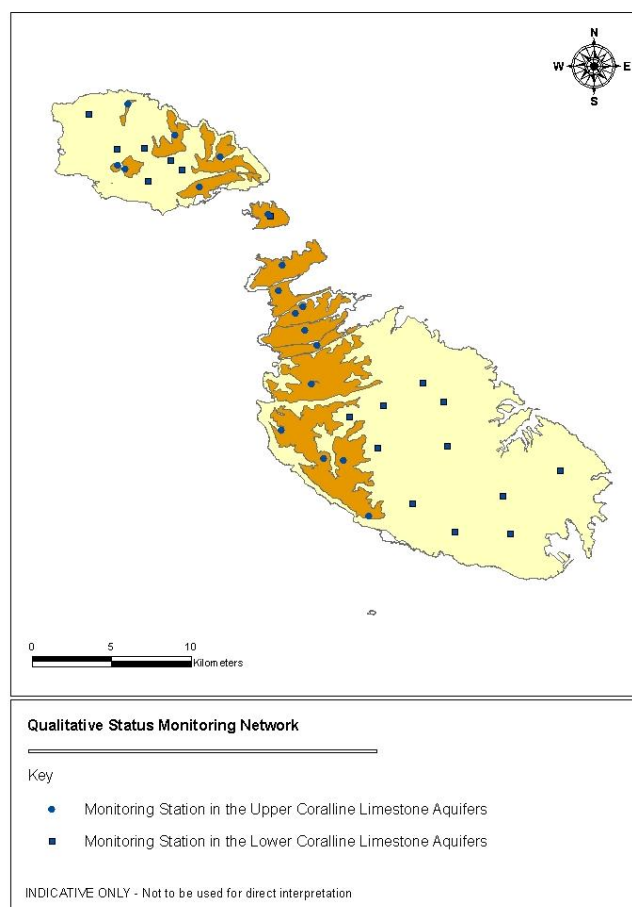 N
W E
S
0 5 10
Kilometers
Qualitative Status Monitoring Network
Key
Monitoring Station in the Upper Coralline Limestone Aquifers
Monitoring Station in the Lower Coralline Limestone Aquifers
INDICATIVE ONLY - Not to be used for direct interpretation